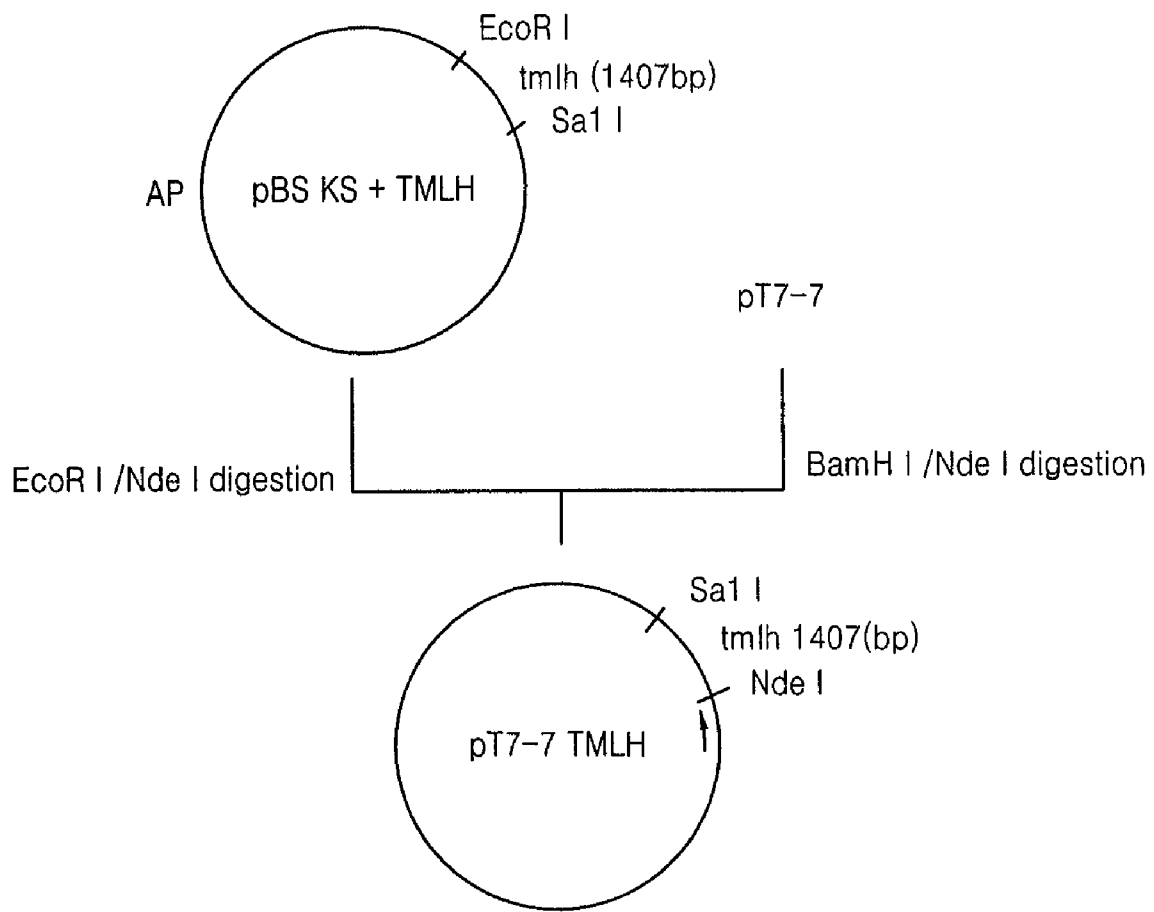 EcoR I
tmlh (1407bp)
Sa1 I
AP
pBS KS + TMLH
pT7-7
EcoR I /Nde I digestion
BamH I /Nde I digestion
Sa1 I
tmlh 1407(bp)
Nde I
pT7-7 TMLH